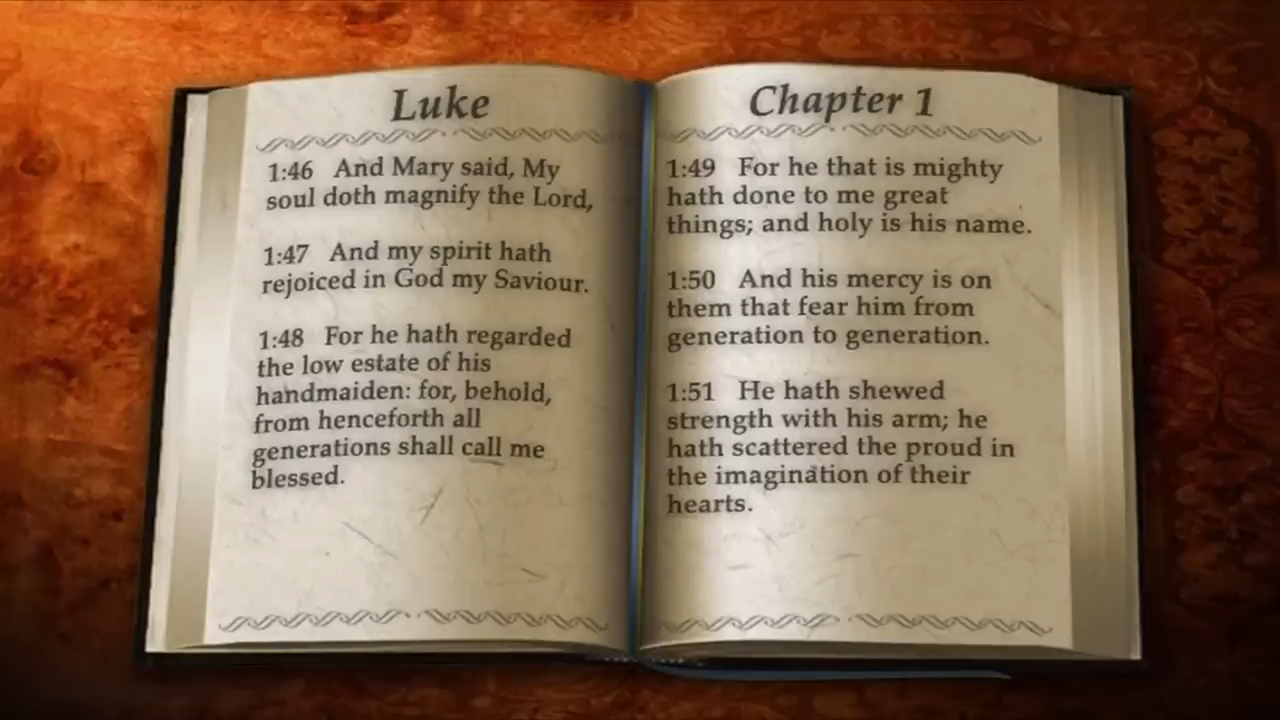 Luke
1:46 And Mary said, My
soul doth magnify the Lord,
1:47 And my spirit hath
rejoiced in God my Saviour.
1:48 For he hath regarded
the low estate of his
handmaiden: for, behold,
from henceforth all
generations shall call me
blessed.
Chapter 1
1:49 For he that is mighty
hath done to me great
things; and holy is his name.
1:50 And his mercy is on
them that fear him from
generation to generation.
1:51 He hath shewed
strength with his arm; he
hath scattered the proud in
the imagination of their
hearts.